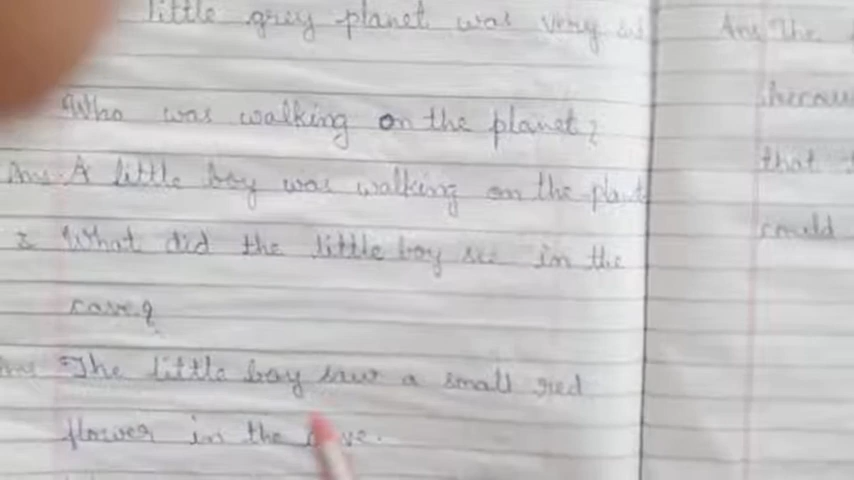 little grey planet was very
Who was walking on the planet?
Ans A little boy was walking on the
What did the little boy see in the
cave?
Ans The little boy saw a small red
flower in the cave.
Ans The
that
could